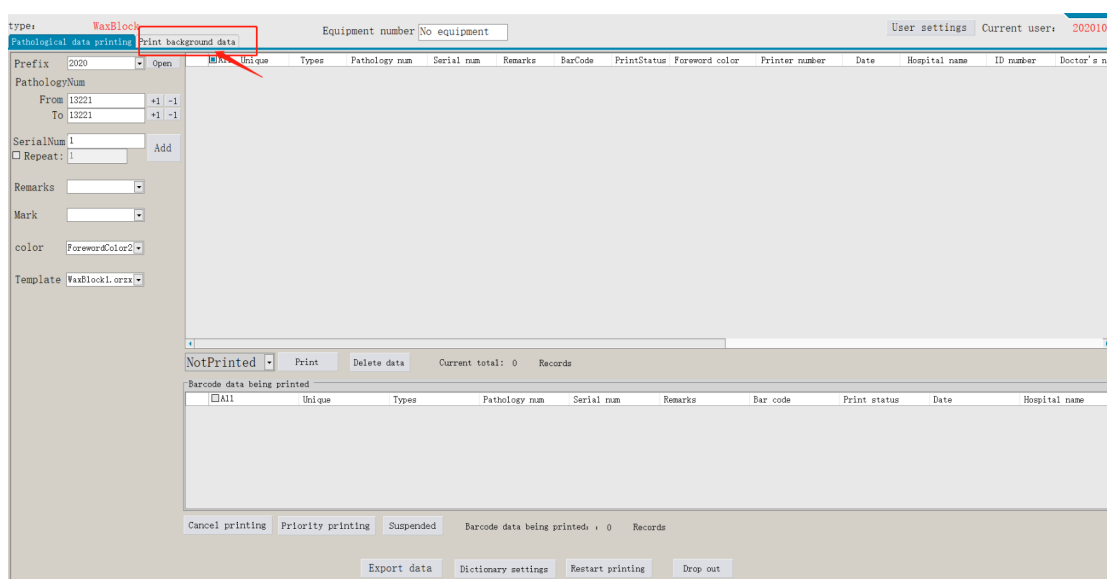 type: WaxBlock Equipment number No equipment User settings Current user: 202010
Pathological data printing Print background data
Prefix 2020 Open All Unique Types Pathology num Serial num Remarks BarCode PrintStatus Foreword color Printer number Date Hospital name ID number Doctor's n
PathologyNum
From 13221 +1 -1
To 13221 +1 -1
SerialNum 1
Add
Repeat: 1
Remarks
Mark
color ForewordColor2
Template WaxBlock1.orzx
NotPrinted Print Delete data Current total: 0 Records
Barcode data being printed
All Unique Types Pathology num Serial num Remarks Bar code Print status Date Hospital name
Cancel printing Priority printing Suspended Barcode data being printed: : 0 Records
Export data Dictionary settings Restart printing Drop out